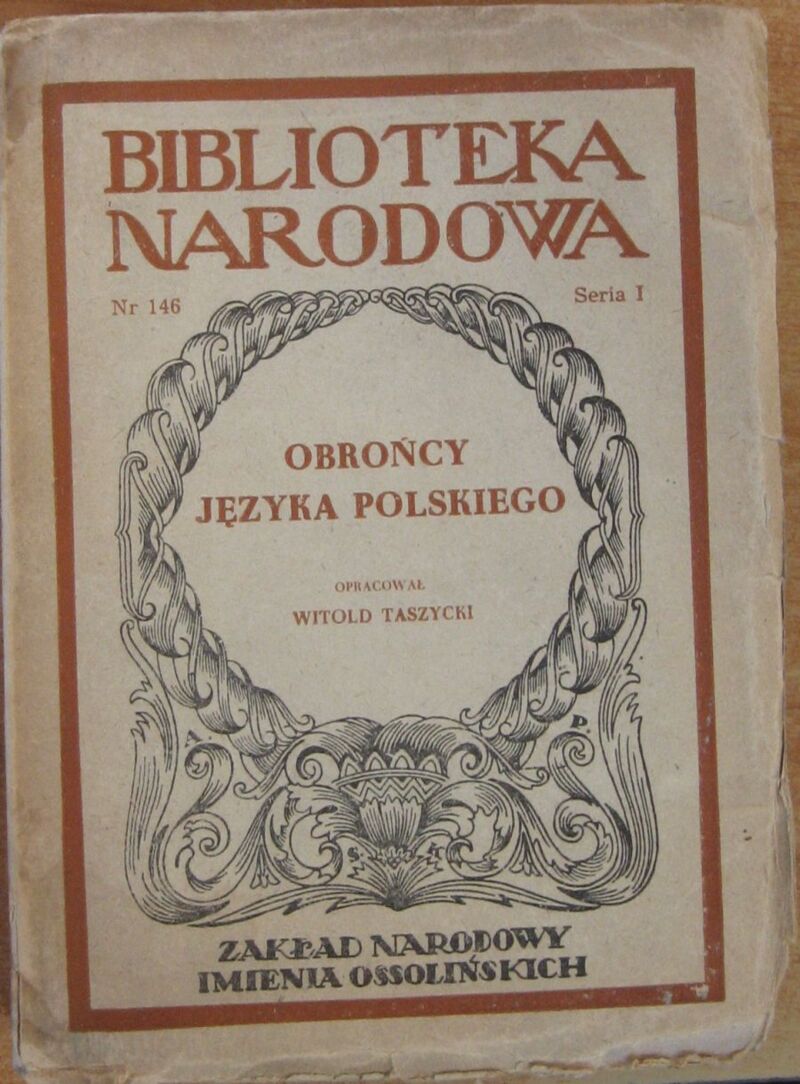 BIBLIOTEKA
NARODOWA
Nr 146 Seria I
OBROŃCY
JĘZYKA POLSKIEGO
OPRACOWAŁ
WITOLD TASZYCKI
A P
S K
ZAKŁAD NARODOWY
IMIENIA OSSOLIŃSKICH